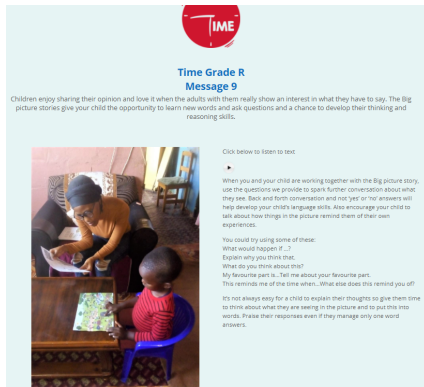 TIME
Time Grade R
Message 9
Children enjoy sharing their opinion and love it when the adults with them really show an interest in what they have to say. The Big
picture stories give your child the opportunity to learn new words and ask questions and a chance to develop their thinking and
reasoning skills.
Click below to listen to text
When you and your child are working together with the Big picture story,
use the questions we provide to spark further conversation about what
they see. Back and forth conversation and not 'yes' or 'no' answers will
help develop your child's language skills. Also encourage your child to
talk about how things in the picture remind them of their own
experiences.
You could try using some of these:
What would happen if ...?
Explain why you think that.
What do you think about this?
My favourite part is...Tell me about your favourite part.
This reminds me of the time when...What else does this remind you of?
It's not always easy for a child to explain their thoughts so give them time
to think about what they are seeing in the picture and to put this into
words. Praise their responses even if they manage only one word
answers.